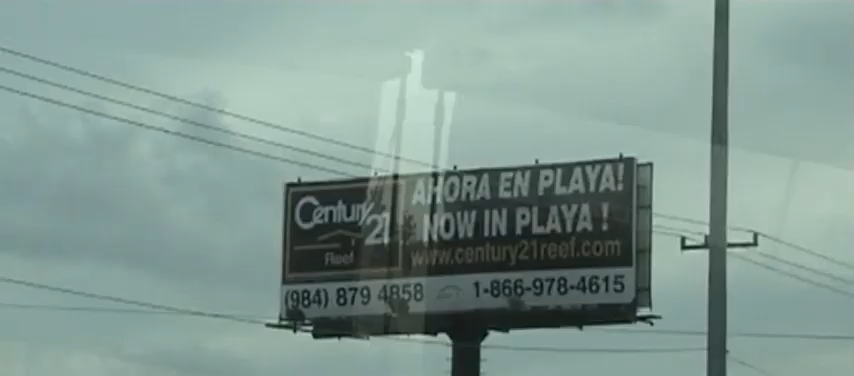 Century 21
Reef
AHORA EN PLAYA!
NOW IN PLAYA !
www.century21reef.com
(984) 879 4858 1-866-978-4615